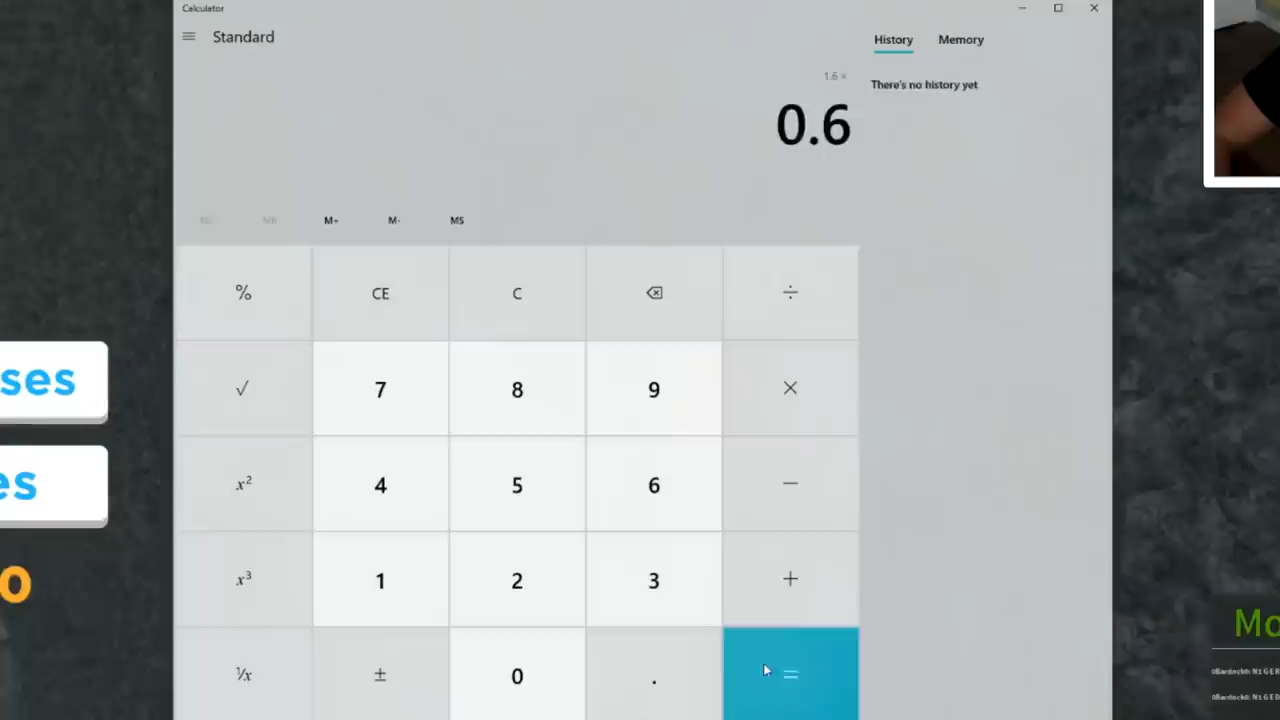 Calculator
Standard
History
Memory
There's no history yet
1.6 ×
0.6
MR
M+
M-
MS
%
CE
C
÷
√
7
8
9
×
x²
4
5
6
−
x³
1
2
3
+
¹/x
±
0
.
=
ses
es
o
Mo